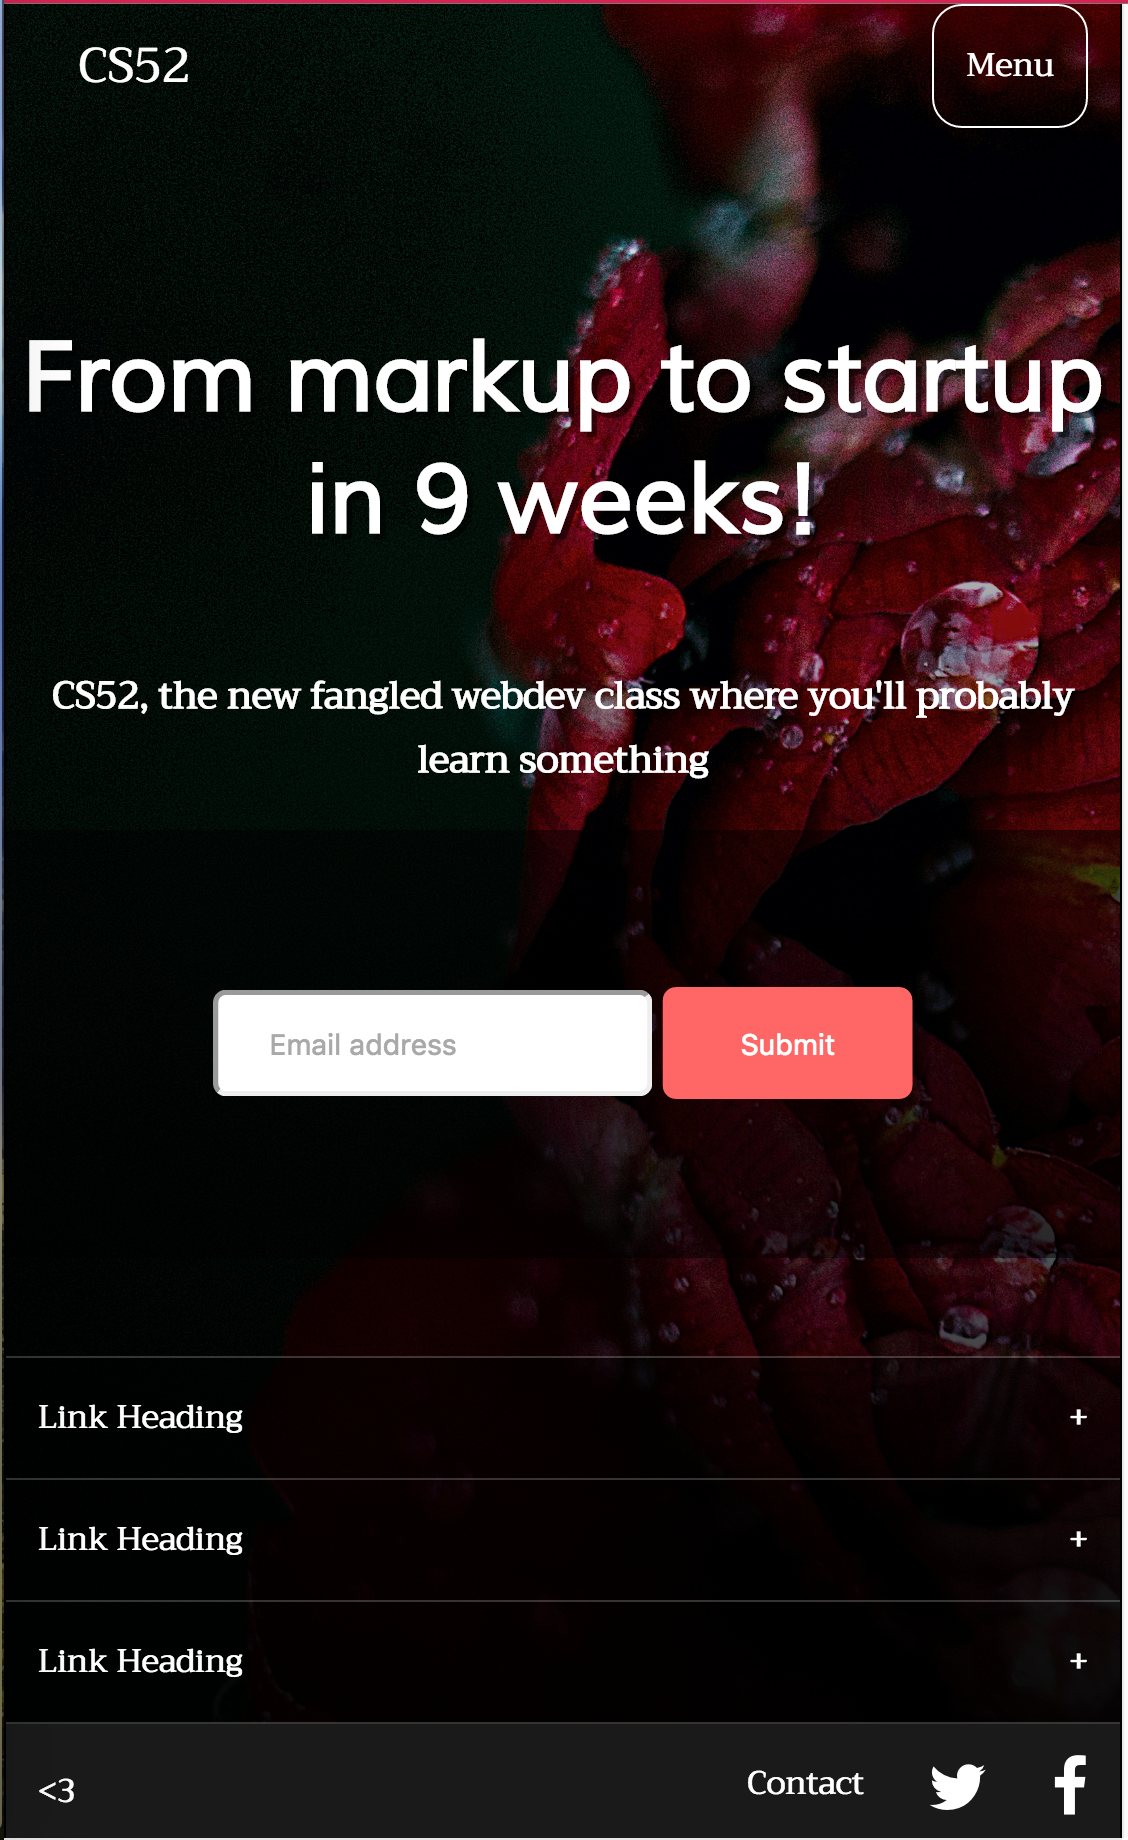 CS52
Menu
From markup to startup
in 9 weeks!
CS52, the new fangled webdev class where you'll probably
learn something
Email address
Submit
Link Heading +
Link Heading +
Link Heading +
<3
Contact